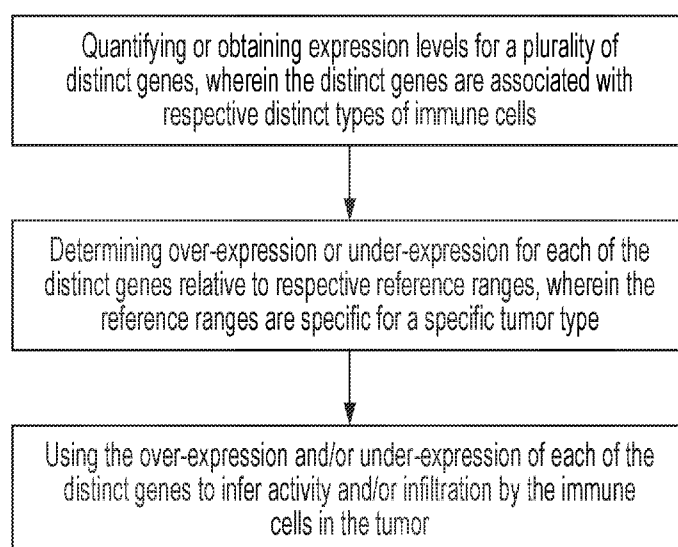 Quantifying or obtaining expression levels for a plurality of
distinct genes, wherein the distinct genes are associated with
respective distinct types of immune cells
Determining over-expression or under-expression for each of the
distinct genes relative to respective reference ranges, wherein the
reference ranges are specific for a specific tumor type
Using the over-expression and/or under-expression of each of the
distinct genes to infer activity and/or infiltration by the immune
cells in the tumor